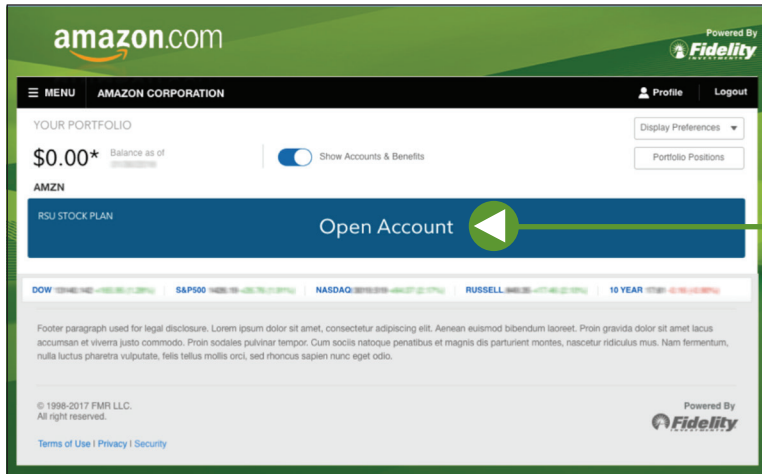 amazon.com
Powered By
Fidelity
INVESTMENTS
MENU AMAZON CORPORATION Profile Logout
YOUR PORTFOLIO
Display Preferences
$0.00* Balance as of
Show Accounts & Benefits
Portfolio Positions
AMZN
RSU STOCK PLAN
Open Account
DOW S&P500 NASDAQ RUSSELL 10 YEAR
Footer paragraph used for legal disclosure. Lorem ipsum dolor sit amet, consectetur adipiscing elit. Aenean euismod bibendum laoreet. Proin gravida dolor sit amet lacus
accumsan et viverra justo commodo. Proin sodales pulvinar tempor. Cum sociis natoque penatibus et magnis dis parturient montes, nascetur ridiculus mus. Nam fermentum,
nulla luctus pharetra vulputate, felis tellus mollis orci, sed rhoncus sapien nunc eget odio.
© 1998-2017 FMR LLC.
All right reserved.
Powered By
Fidelity
INVESTMENTS
Terms of Use | Privacy | Security